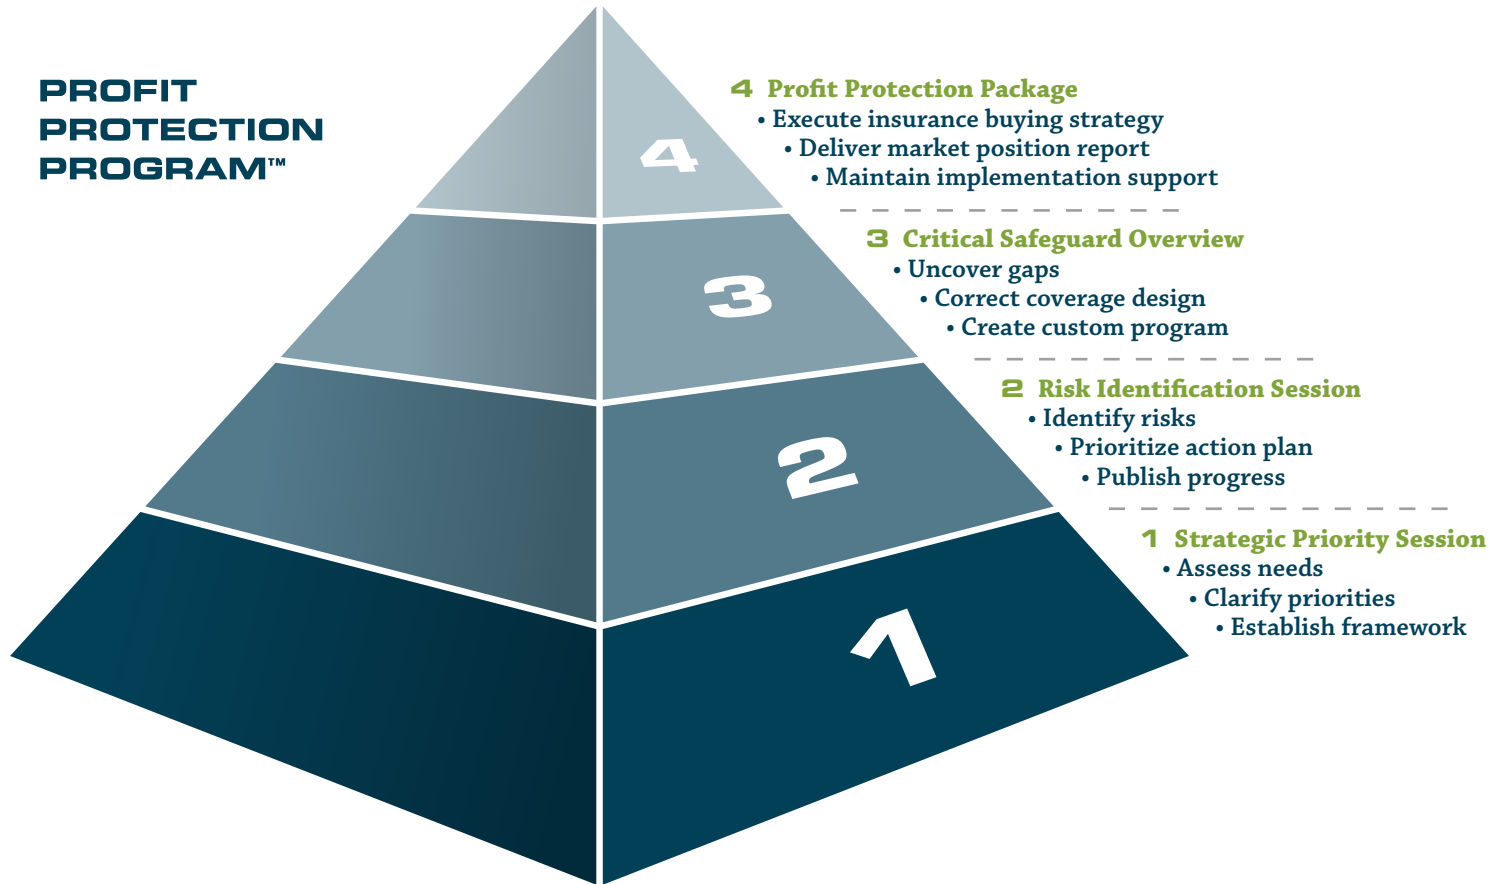 PROFIT
PROTECTION
PROGRAM™
4 Profit Protection Package
• Execute insurance buying strategy
• Deliver market position report
• Maintain implementation support
3 Critical Safeguard Overview
• Uncover gaps
• Correct coverage design
• Create custom program
2 Risk Identification Session
• Identify risks
• Prioritize action plan
• Publish progress
1 Strategic Priority Session
• Assess needs
• Clarify priorities
• Establish framework
4
3
2
1